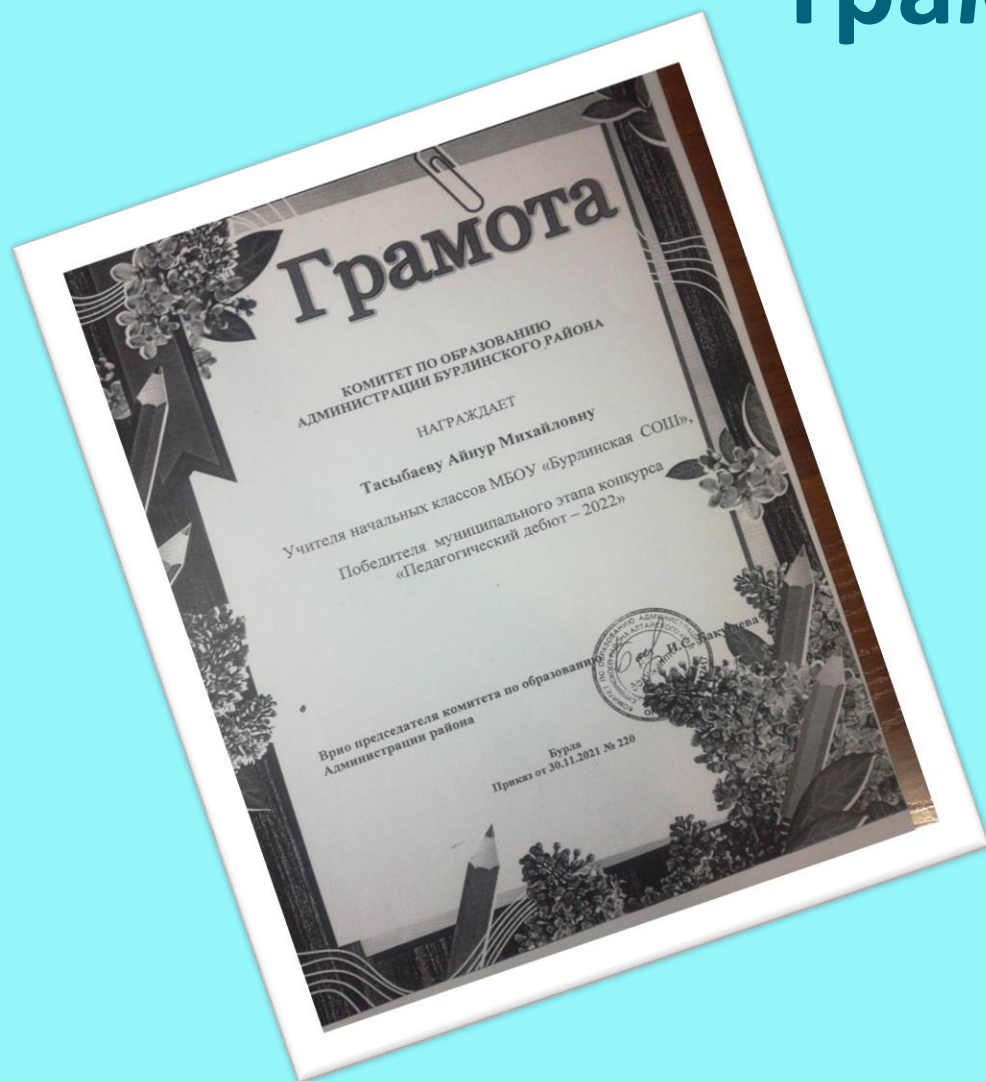 Грамота
КОМИТЕТ ПО ОБРАЗОВАНИЮ
АДМИНИСТРАЦИИ БУРЛИНСКОГО РАЙОНА
НАГРАЖДАЕТ
Тасыбаеву Айнур Михайловну
Учителя начальных классов МБОУ «Бурлинская СОШ»,
Победителя муниципального этапа конкурса
«Педагогический дебют – 2022»
Врио председателя комитета по образованию И.С.
Администрации района
Бурла
Приказ от 30.11.2021 № 220